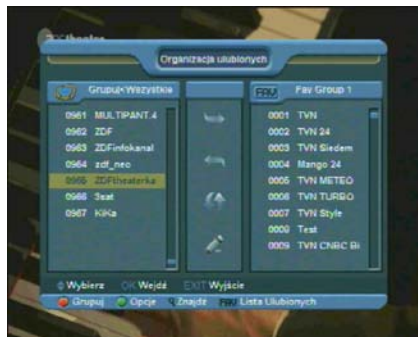 Organizacja ulubionych
Grupuj<Wszystkie
FAV Fav Group 1
0961 MULTIPANT.4
0962 ZDF
0963 ZDFinfokanal
0964 zdf_neo
0965 ZDFtheaterka
0966 3sat
0967 KiKa
0001 TVN
0002 TVN 24
0003 TVN Siedem
0004 Mango 24
0005 TVN METEO
0006 TVN TURBO
0007 TVN Style
0008 Test
0009 TVN CNBC Bi
Wybierz OK Wejdź EXIT Wyjście
Grupuj Opcje Znajdź FAV Lista Ulubionych